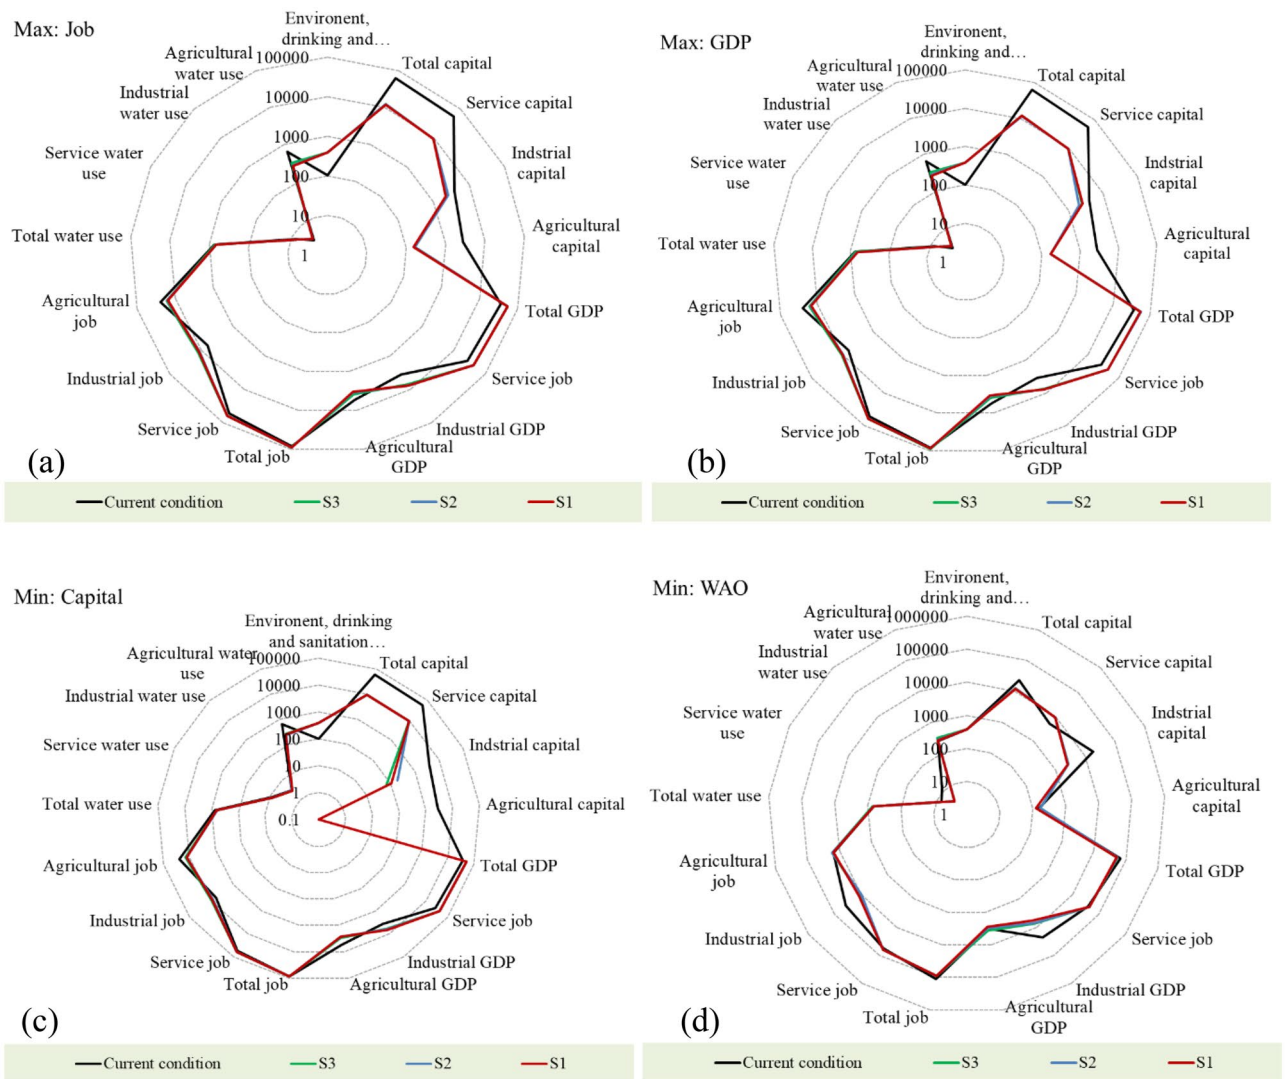 Max: Job
Environent,
drinking and…
Total capital
Service capital
Indstrial
capital
Agricultural
capital
Total GDP
Service job
Industrial GDP
Agricultural
GDP
Total job
Service job
Industrial job
Agricultural
job
Total water use
Service water
use
Industrial
water use
Agricultural
water use
100000
10000
1000
100
10
1
(a)
Current condition S3 S2 S1
Max: GDP
Environent,
drinking and…
Total capital
Service capital
Indstrial
capital
Agricultural
capital
Total GDP
Service job
Industrial GDP
Agricultural
GDP
Total job
Service job
Industrial job
Agricultural
job
Total water use
Service water
use
Industrial
water use
Agricultural
water use
100000
10000
1000
100
10
1
(b)
Current condition S3 S2 S1
Min: Capital
Environent, drinking
and sanitation…
Total capital
Service capital
Indstrial capital
Agricultural capital
Total GDP
Service job
Industrial GDP
Agricultural GDP
Total job
Service job
Industrial job
Agricultural job
Total water use
Service water use
Industrial water use
Agricultural water
use
100000
10000
1000
100
10
1
0.1
(c)
Current condition S3 S2 S1
Min: WAO
Environent,
drinking and…
Total capital
Service capital
Indstrial
capital
Agricultural
capital
Total GDP
Service job
Industrial GDP
Agricultural
GDP
Total job
Service job
Industrial job
Agricultural
job
Total water use
Service water
use
Industrial
water use
Agricultural
water use
1000000
100000
10000
1000
100
10
1
(d)
Current condition S3 S2 S1